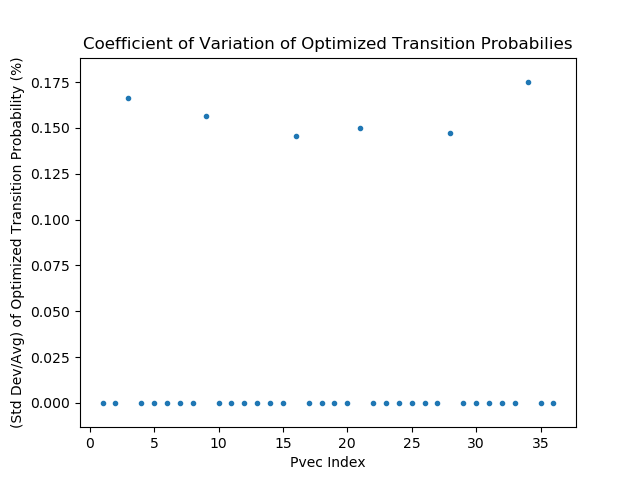 Coefficient of Variation of Optimized Transition Probabilies
(Std Dev/Avg) of Optimized Transition Probability (%)
0.175
0.150
0.125
0.100
0.075
0.050
0.025
0.000
0 5 10 15 20 25 30 35
Pvec Index